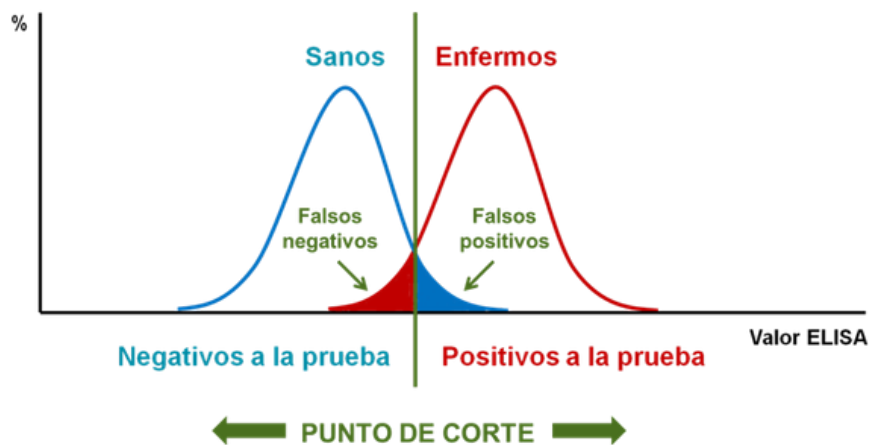 %
Sanos
Enfermos
Falsos
negativos
Falsos
positivos
Valor ELISA
Negativos a la prueba
Positivos a la prueba
PUNTO DE CORTE